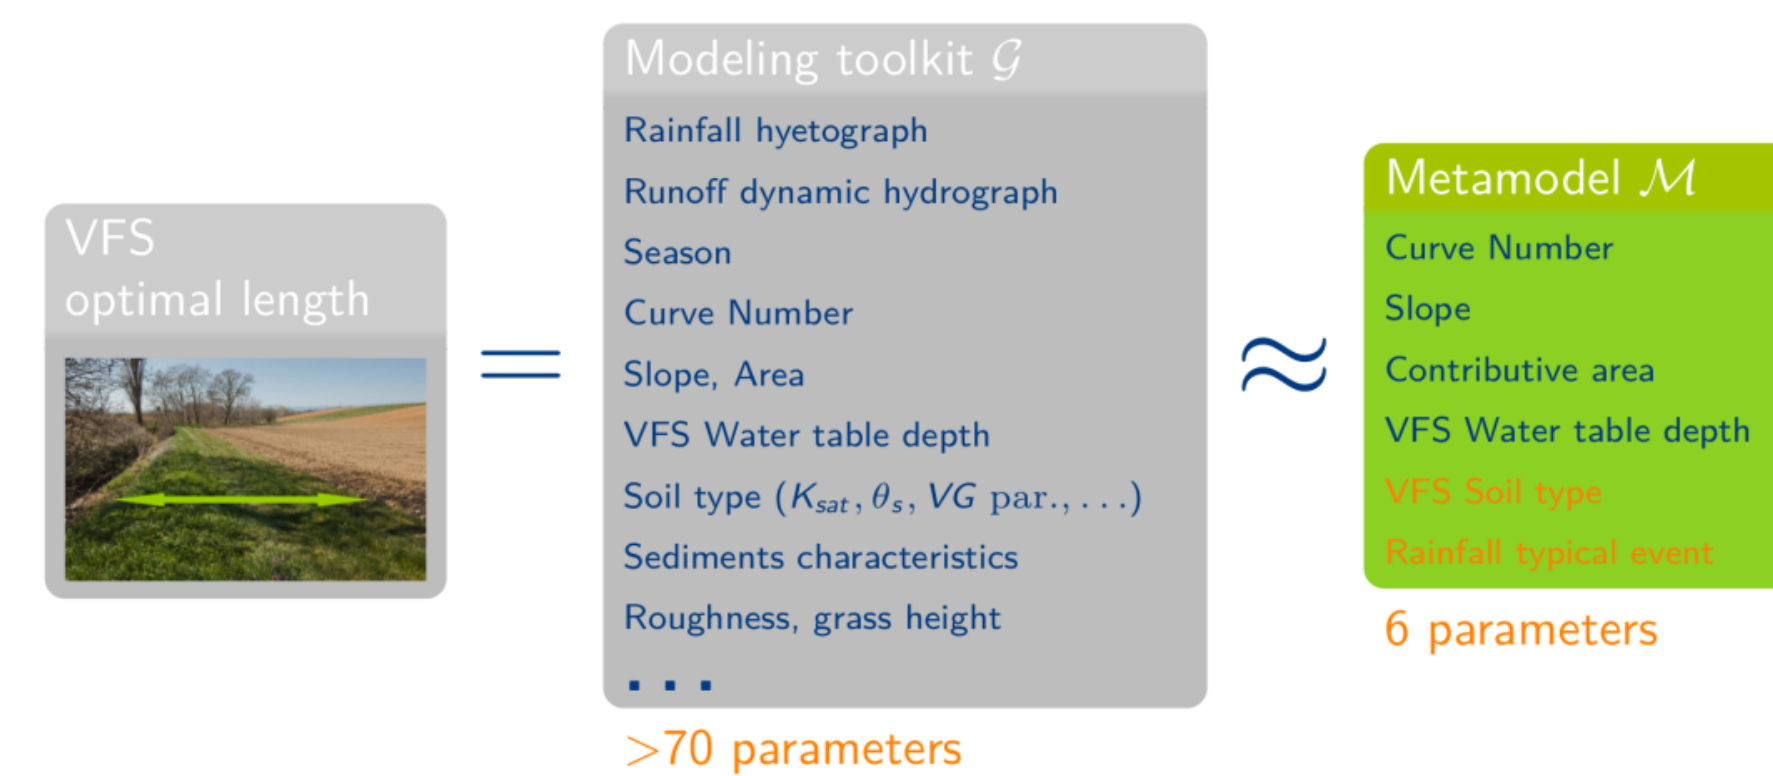 VFS
optimal length
=
Modeling toolkit 𝒢
Rainfall hyetograph
Runoff dynamic hydrograph
Season
Curve Number
Slope, Area
VFS Water table depth
Soil type (K_sat, θ_s, VG par., ...)
Sediments characteristics
Roughness, grass height
...
>70 parameters
≈
Metamodel ℳ
Curve Number
Slope
Contributive area
VFS Water table depth
VFS Soil type
Rainfall typical event
6 parameters